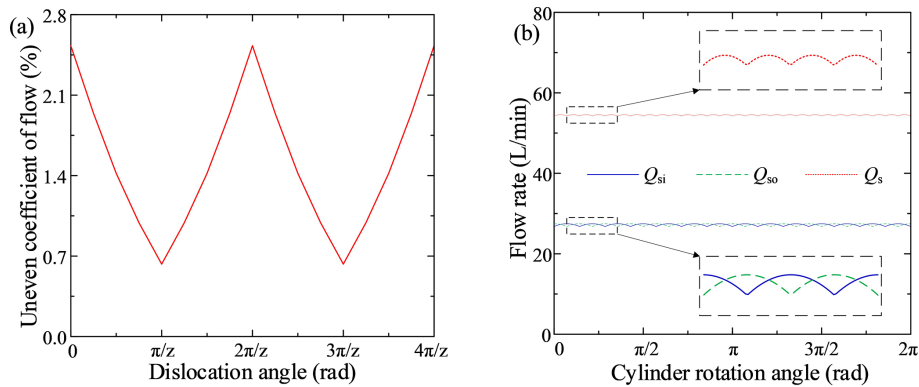 (a)
Uneven coefficient of flow (%)
2.8
2.1
1.4
0.7
0.0
0 π/z 2π/z 3π/z 4π/z
Dislocation angle (rad)
(b)
Flow rate (L/min)
80
60
40
20
0
Qsi Qso Qs
0 π/2 π 3π/2 2π
Cylinder rotation angle (rad)